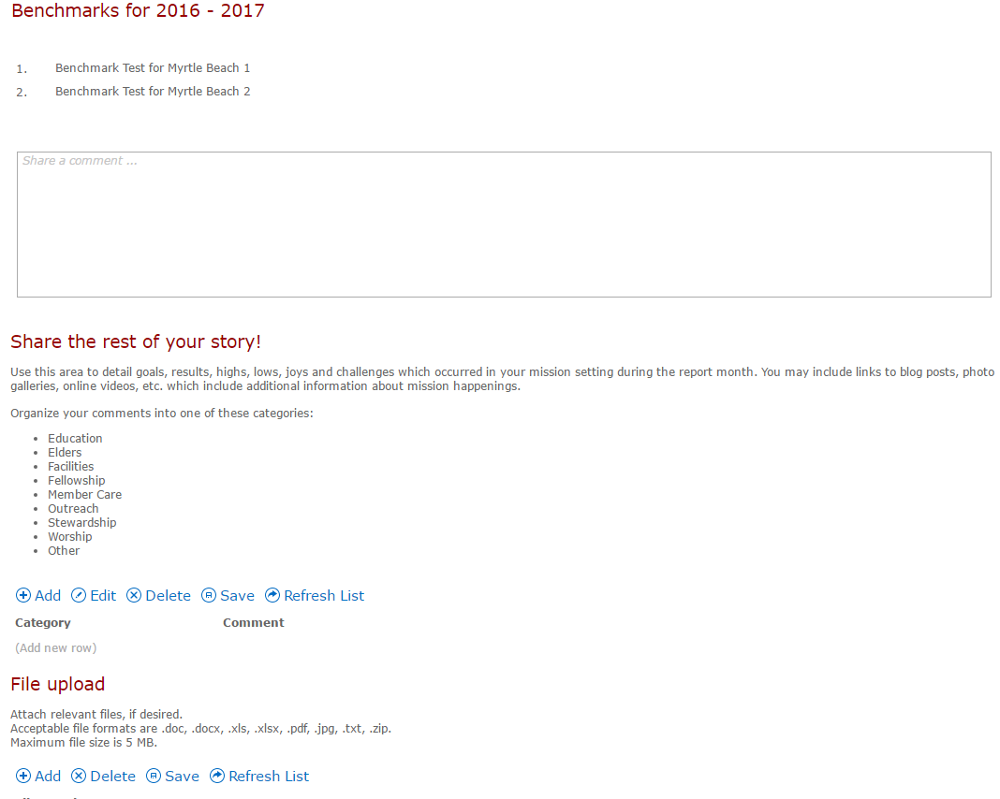 Benchmarks for 2016 - 2017
1. Benchmark Test for Myrtle Beach 1
2. Benchmark Test for Myrtle Beach 2
Share a comment ...
Share the rest of your story!
Use this area to detail goals, results, highs, lows, joys and challenges which occurred in your mission setting during the report month. You may include links to blog posts, photo
galleries, online videos, etc. which include additional information about mission happenings.
Organize your comments into one of these categories:
• Education
• Elders
• Facilities
• Fellowship
• Member Care
• Outreach
• Stewardship
• Worship
• Other
Add Edit Delete Save Refresh List
Category Comment
(Add new row)
File upload
Attach relevant files, if desired.
Acceptable file formats are .doc, .docx, .xls, .xlsx, .pdf, .jpg, .txt, .zip.
Maximum file size is 5 MB.
Add Delete Save Refresh List